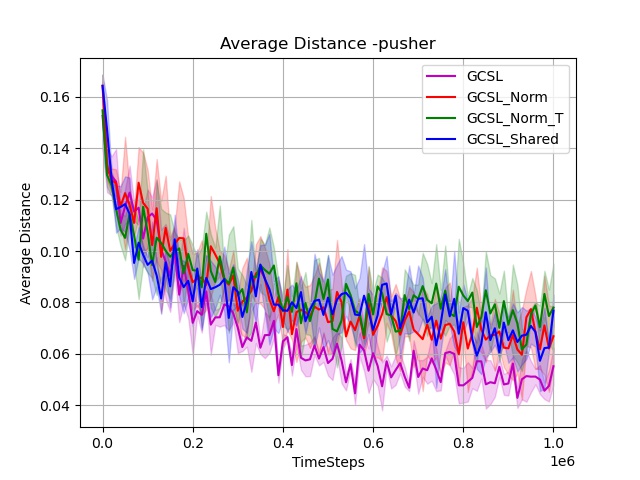 Average Distance -pusher
GCSL
GCSL_Norm
GCSL_Norm_T
GCSL_Shared
Average Distance
0.16
0.14
0.12
0.10
0.08
0.06
0.04
0.0 0.2 0.4 0.6 0.8 1.0
1e6
TimeSteps